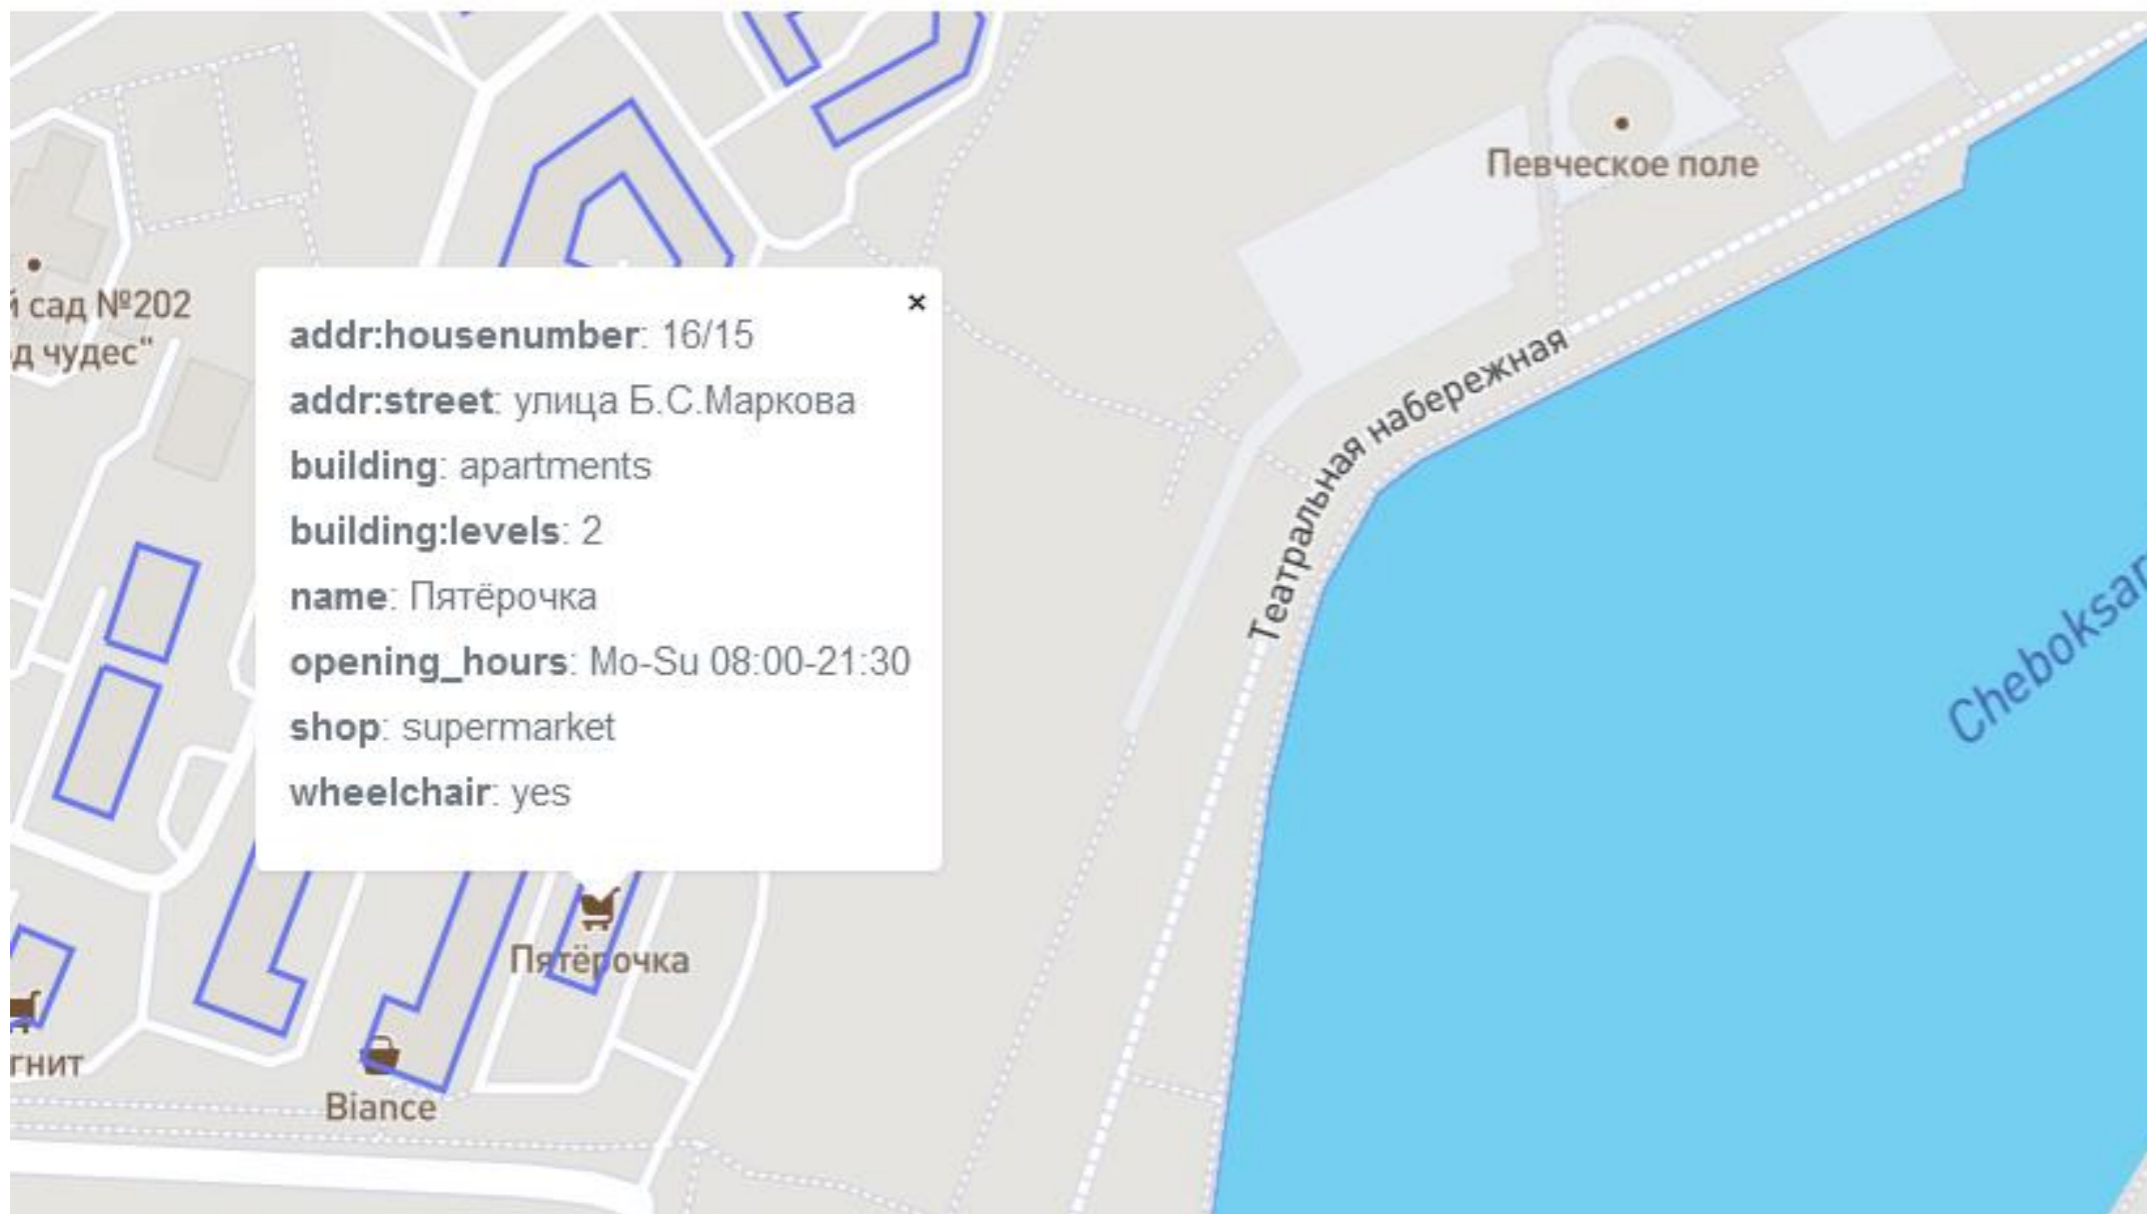 Певческое поле
й сад №202
д чудес"
×
addr:housenumber: 16/15
addr:street: улица Б.С.Маркова
building: apartments
building:levels: 2
name: Пятёрочка
opening_hours: Mo-Su 08:00-21:30
shop: supermarket
wheelchair: yes
Театральная набережная
Cheboksar
Пятёрочка
гнит
Biance